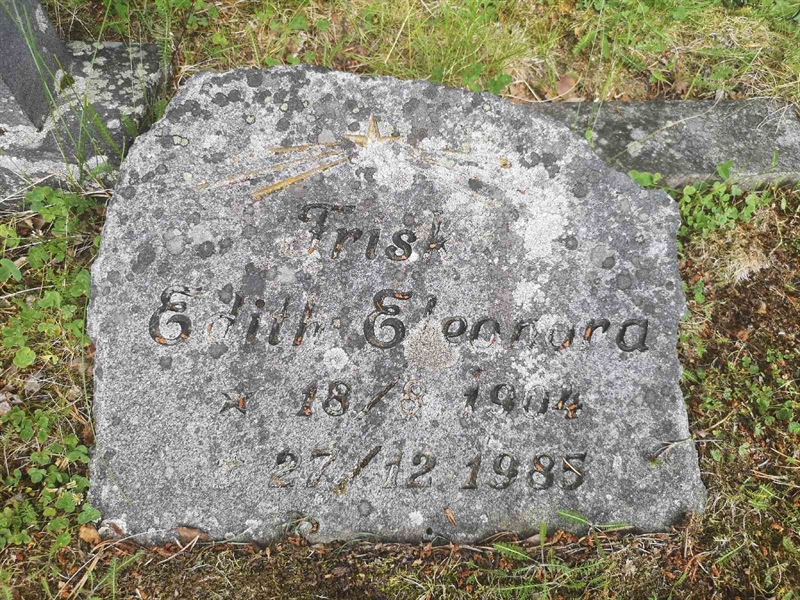 Frisk
Edith Eleonora
* 18/8 1904
27/12 1985